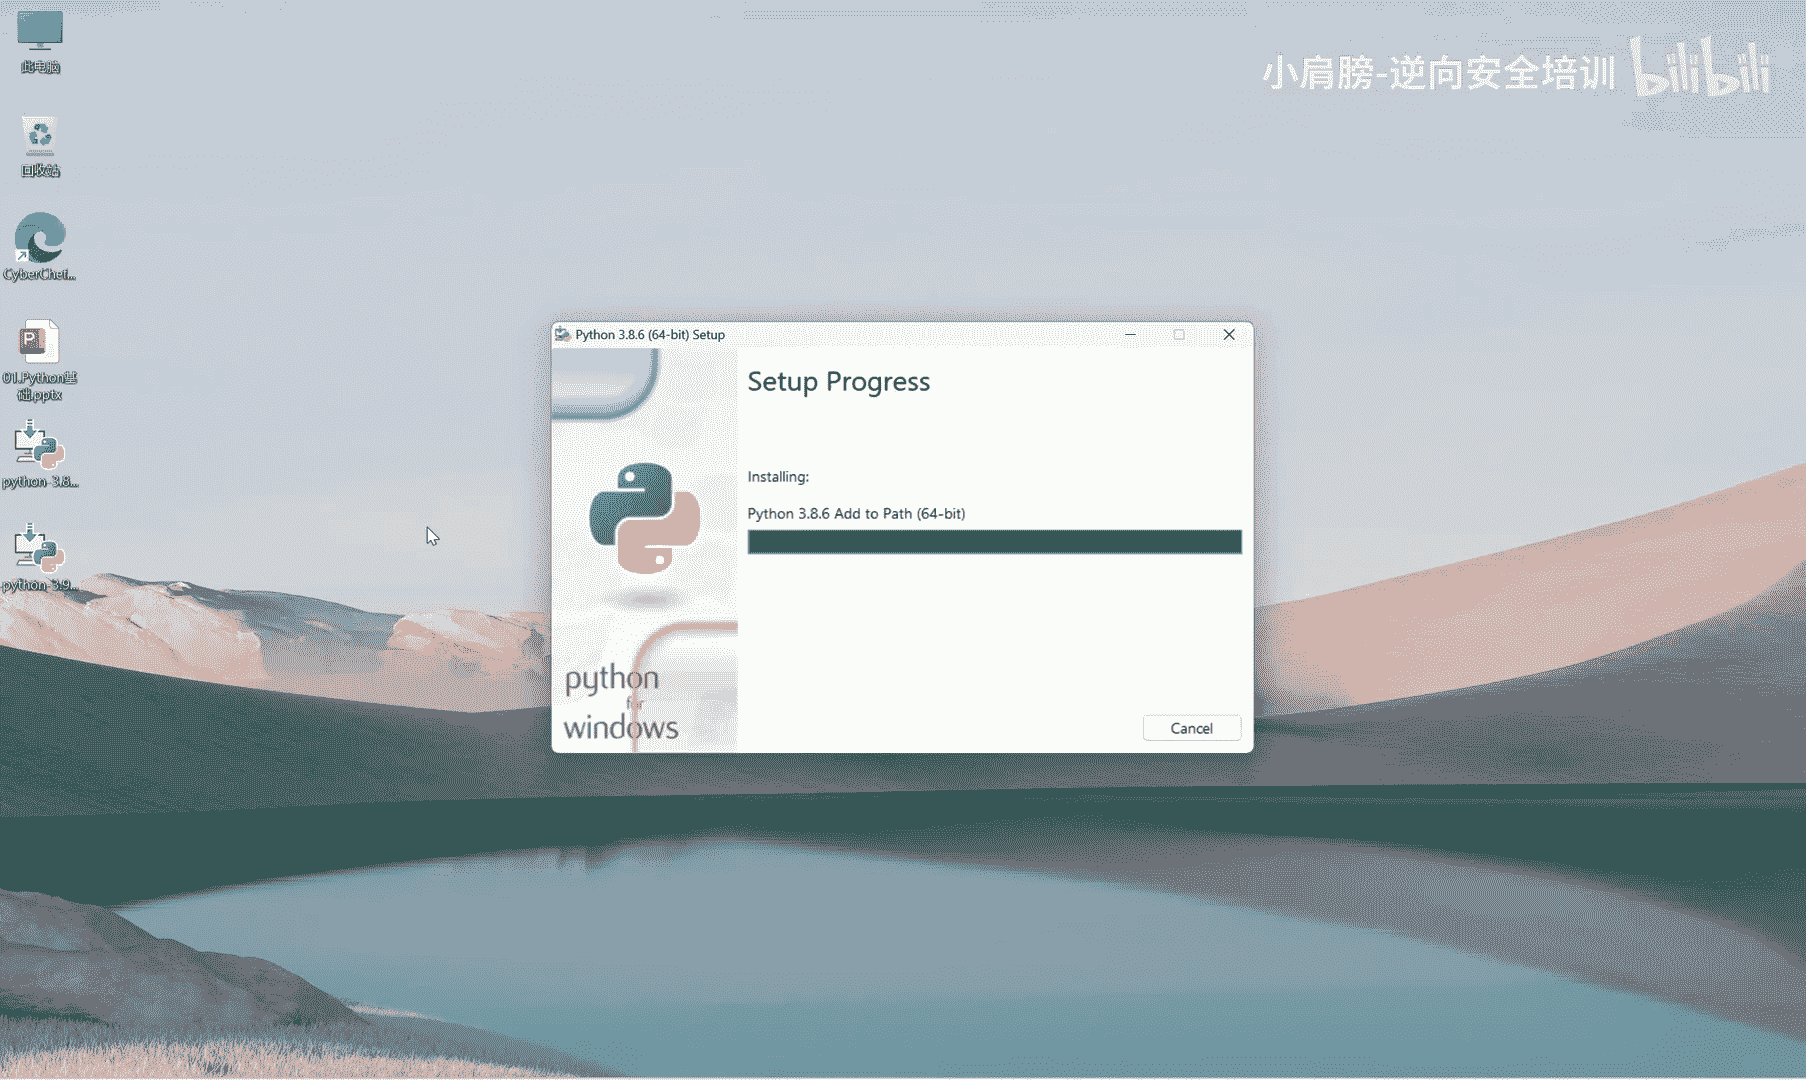 此电脑
小肩膀-逆向安全培训 bilibili
回收站
CyberChef...
01.Python基
础.pptx
python-3.8...
python-3.9...
Python 3.8.6 (64-bit) Setup
Setup Progress
Installing:
Python 3.8.6 Add to Path (64-bit)
python
for
windows
Cancel